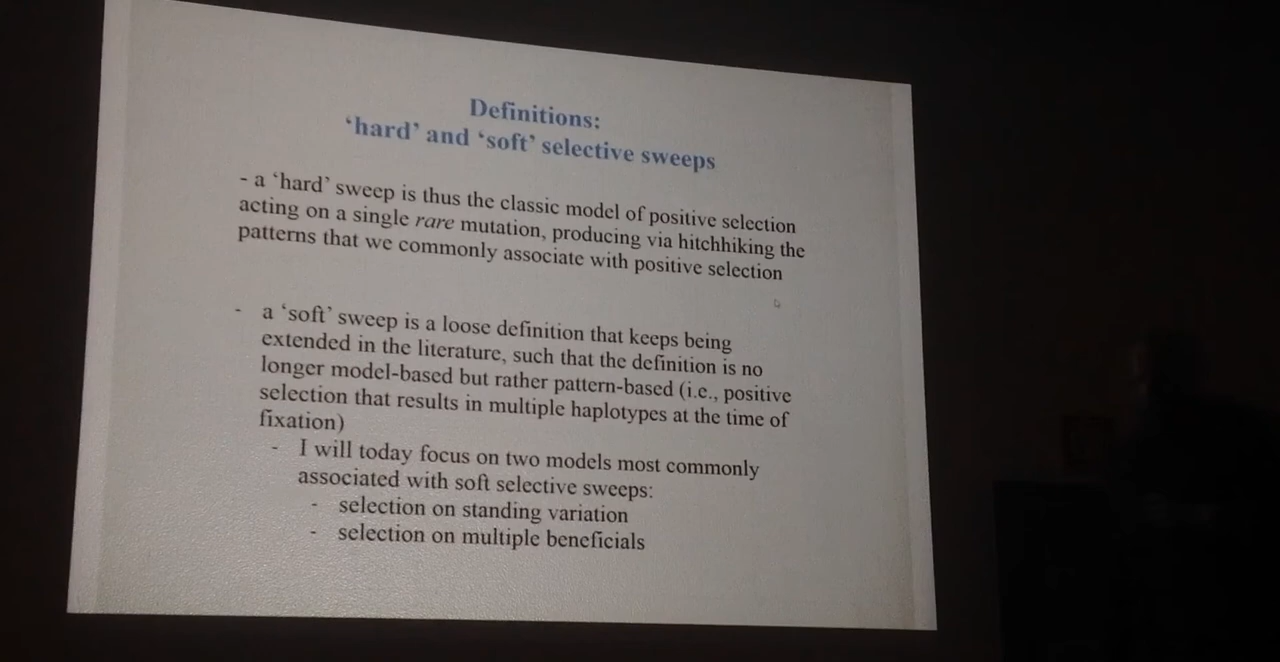 Definitions:
‘hard’ and ‘soft’ selective sweeps
- a ‘hard’ sweep is thus the classic model of positive selection
acting on a single rare mutation, producing via hitchhiking the
patterns that we commonly associate with positive selection
- a ‘soft’ sweep is a loose definition that keeps being
extended in the literature, such that the definition is no
longer model-based but rather pattern-based (i.e., positive
selection that results in multiple haplotypes at the time of
fixation)
- I will today focus on two models most commonly
associated with soft selective sweeps:
- selection on standing variation
- selection on multiple beneficials